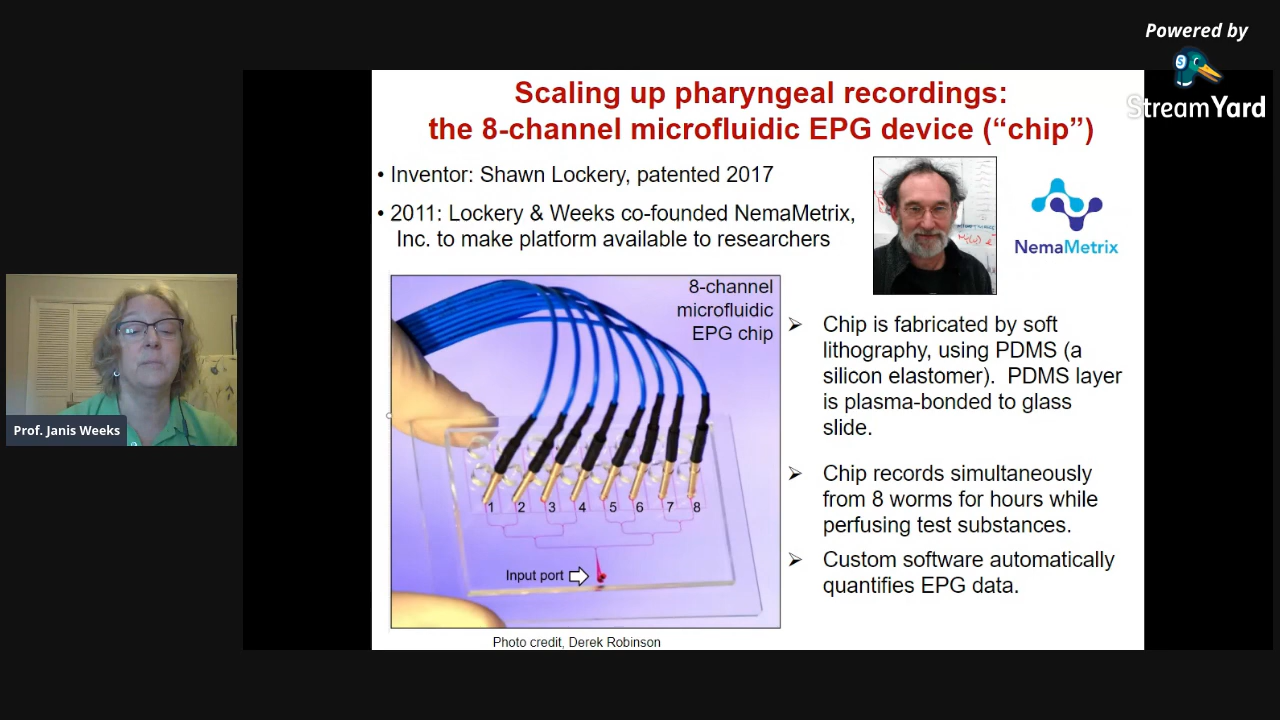 Powered by
StreamYard
Scaling up pharyngeal recordings:
the 8-channel microfluidic EPG device (“chip”)
• Inventor: Shawn Lockery, patented 2017
• 2011: Lockery & Weeks co-founded NemaMetrix,
Inc. to make platform available to researchers
NemaMetrix
8-channel
microfluidic
EPG chip
1 2 3 4 5 6 7 8
Input port
Photo credit, Derek Robinson
➢ Chip is fabricated by soft
lithography, using PDMS (a
silicon elastomer). PDMS layer
is plasma-bonded to glass
slide.
➢ Chip records simultaneously
from 8 worms for hours while
perfusing test substances.
➢ Custom software automatically
quantifies EPG data.
Prof. Janis Weeks